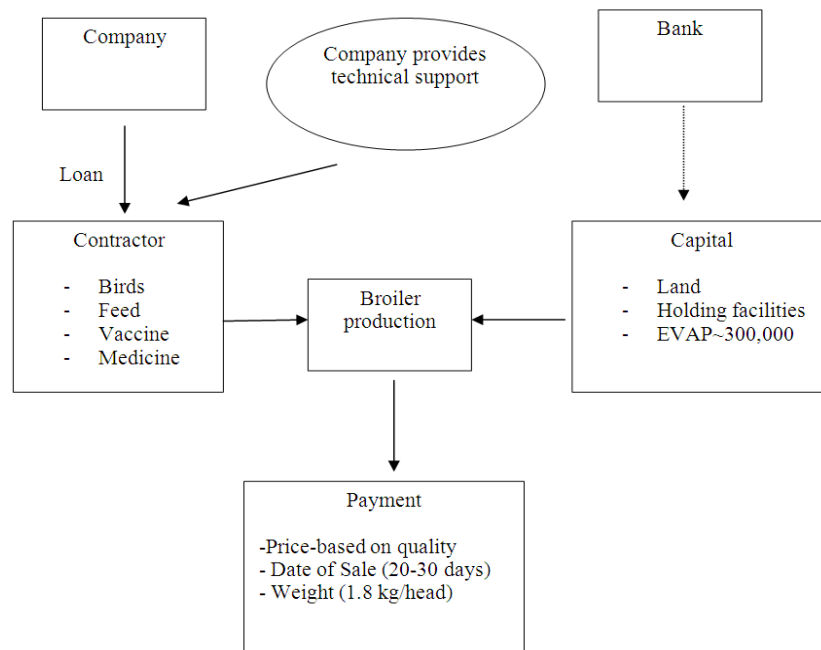 Company
Company provides
technical support
Bank
Loan
Contractor
- Birds
- Feed
- Vaccine
- Medicine
Broiler
production
Capital
- Land
- Holding facilities
- EVAP~300,000
Payment
-Price-based on quality
- Date of Sale (20-30 days)
- Weight (1.8 kg/head)